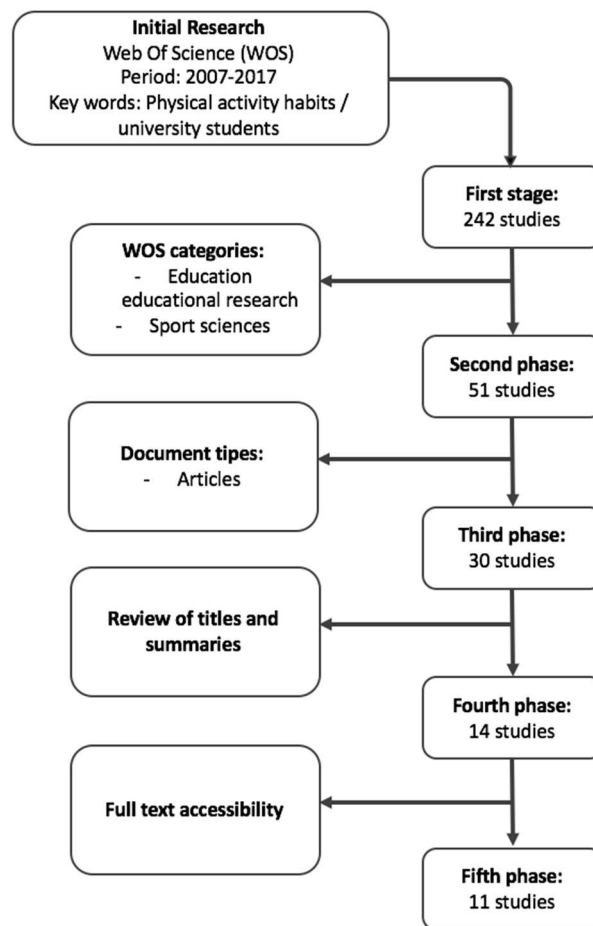 Initial Research
Web Of Science (WOS)
Period: 2007-2017
Key words: Physical activity habits /
university students
First stage:
242 studies
WOS categories:
- Education
educational research
- Sport sciences
Second phase:
51 studies
Document tipes:
- Articles
Third phase:
30 studies
Review of titles and
summaries
Fourth phase:
14 studies
Full text accessibility
Fifth phase:
11 studies